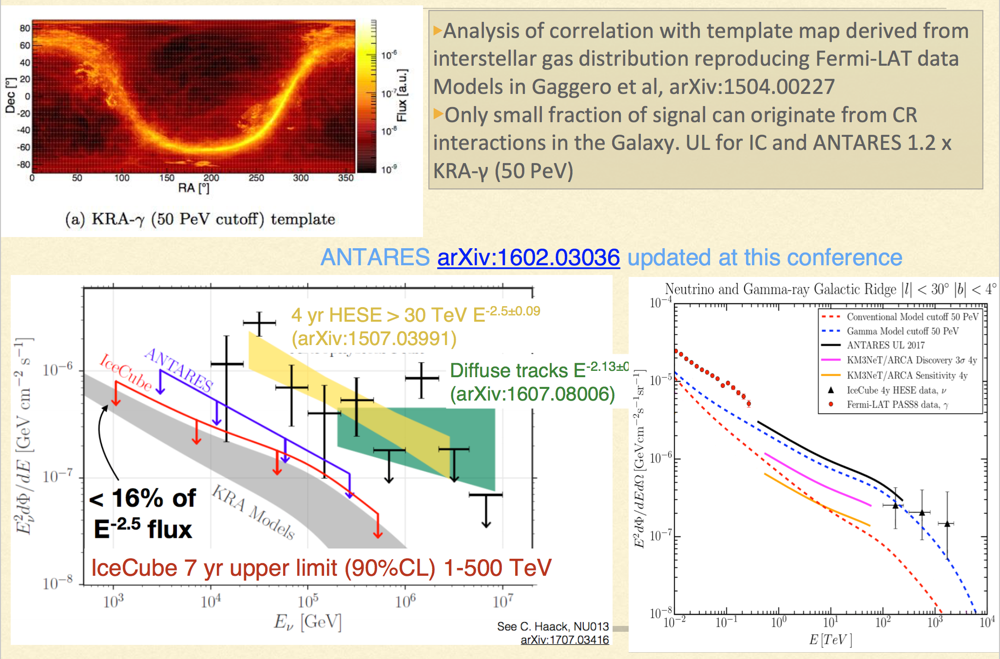 80
60
40
20
0
-20
-40
-60
-80
Dec [°]
0 50 100 150 200 250 300 350
RA [°]
10⁻⁶
10⁻⁷
10⁻⁸
10⁻⁹
Flux [a.u.]
(a) KRA-γ (50 PeV cutoff) template
▸Analysis of correlation with template map derived from
interstellar gas distribution reproducing Fermi-LAT data
Models in Gaggero et al, arXiv:1504.00227
▸Only small fraction of signal can originate from CR
interactions in the Galaxy. UL for IC and ANTARES 1.2 x
KRA-γ (50 PeV)
ANTARES arXiv:1602.03036 updated at this conference
4 yr HESE > 30 TeV E⁻²·⁵±⁰·⁰⁹
(arXiv:1507.03991)
Diffuse tracks E⁻²·¹³±⁰
(arXiv:1607.08006)
IceCube
ANTARES
KRA Models
< 16% of
E⁻²·⁵ flux
IceCube 7 yr upper limit (90%CL) 1-500 TeV
10⁻⁶
10⁻⁷
10⁻⁸
E²_ν dΦ/dE [GeV cm⁻² s⁻¹]
10³ 10⁴ 10⁵ 10⁶ 10⁷
E_ν [GeV]
See C. Haack, NU013
arXiv:1707.03416
Neutrino and Gamma-ray Galactic Ridge |l| < 30° |b| < 4°
Conventional Model cutoff 50 PeV
Gamma Model cutoff 50 PeV
ANTARES UL 2017
KM3NeT/ARCA Discovery 3σ 4y
KM3NeT/ARCA Sensitivity 4y
IceCube 4y HESE data, ν
Fermi-LAT PASS8 data, γ
10⁻⁴
10⁻⁵
10⁻⁶
10⁻⁷
10⁻⁸
E²dΦ/dEdΩ [GeVcm⁻²s⁻¹sr⁻¹]
10⁻² 10⁻¹ 10⁰ 10¹ 10² 10³ 10⁴
E [TeV]